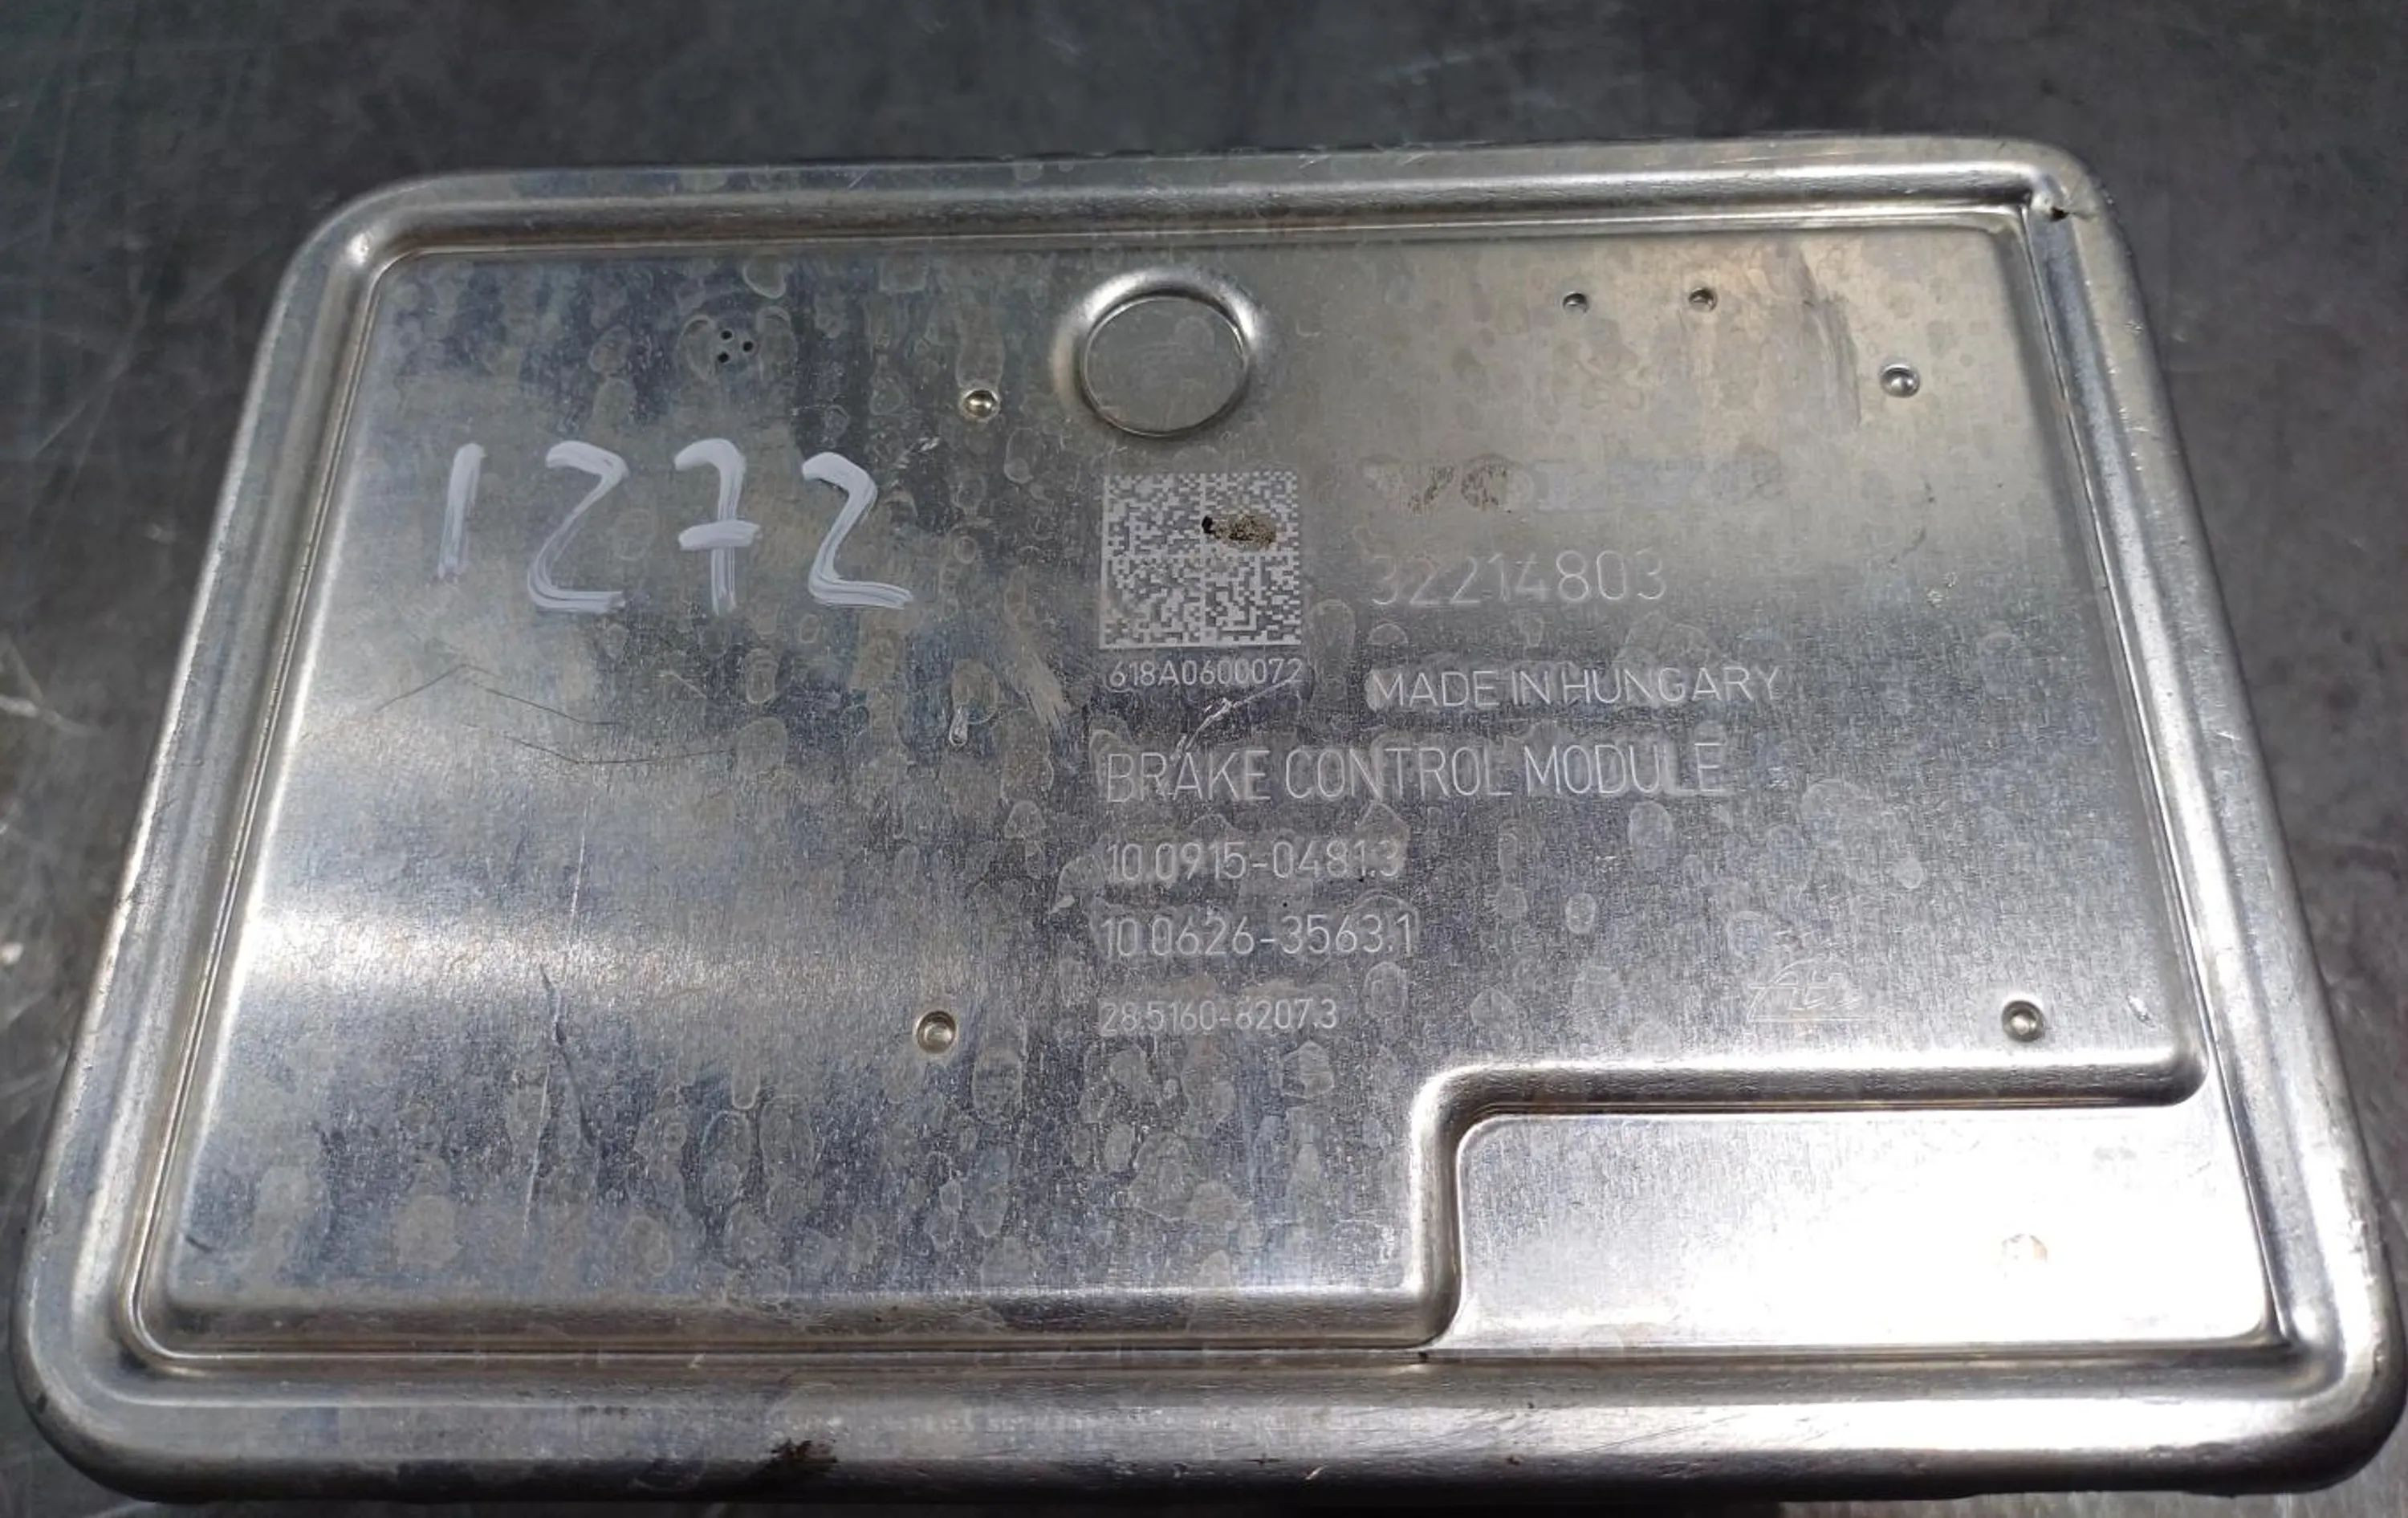 1272
32214803
618A0600072
MADE IN HUNGARY
BRAKE CONTROL MODULE
10.0915-0481.3
10.0626-3563.1
28.5160-6207.3